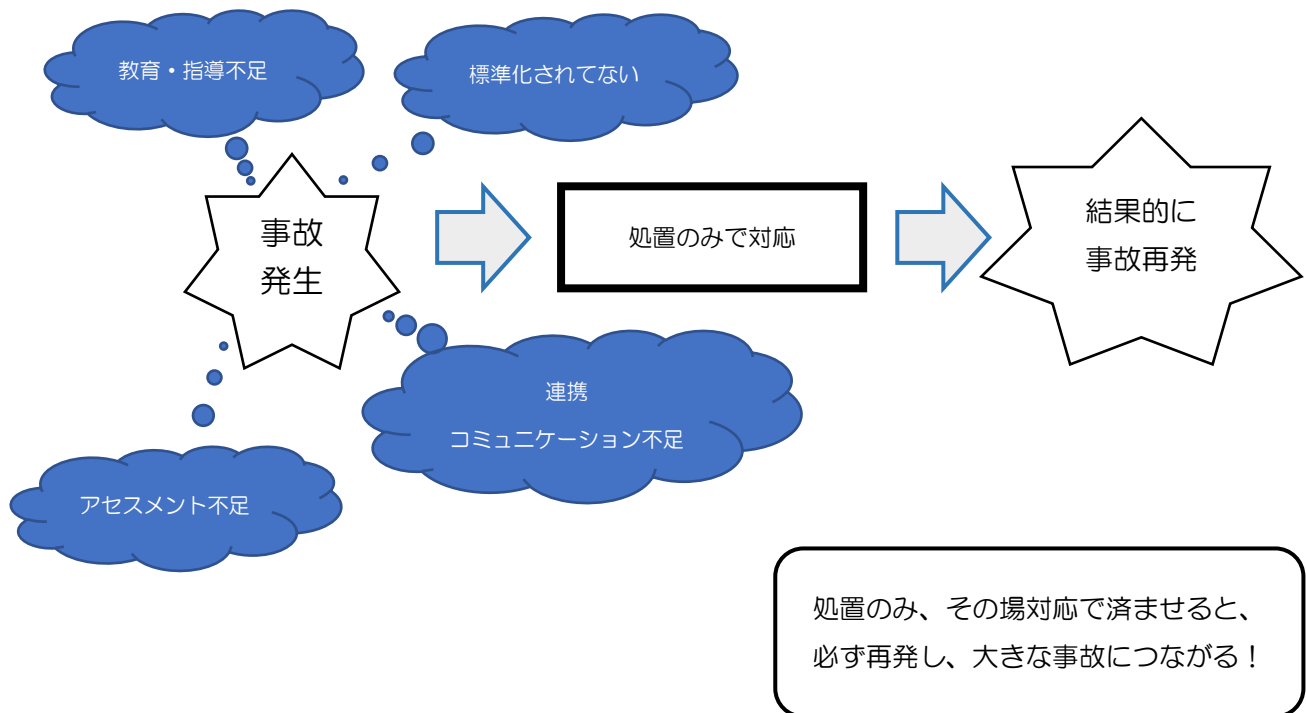 教育・指導不足
標準化されてない
事故
発生
処置のみで対応
結果的に
事故再発
連携
コミュニケーション不足
アセスメント不足
処置のみ、その場対応で済ませると、
必ず再発し、大きな事故につながる！